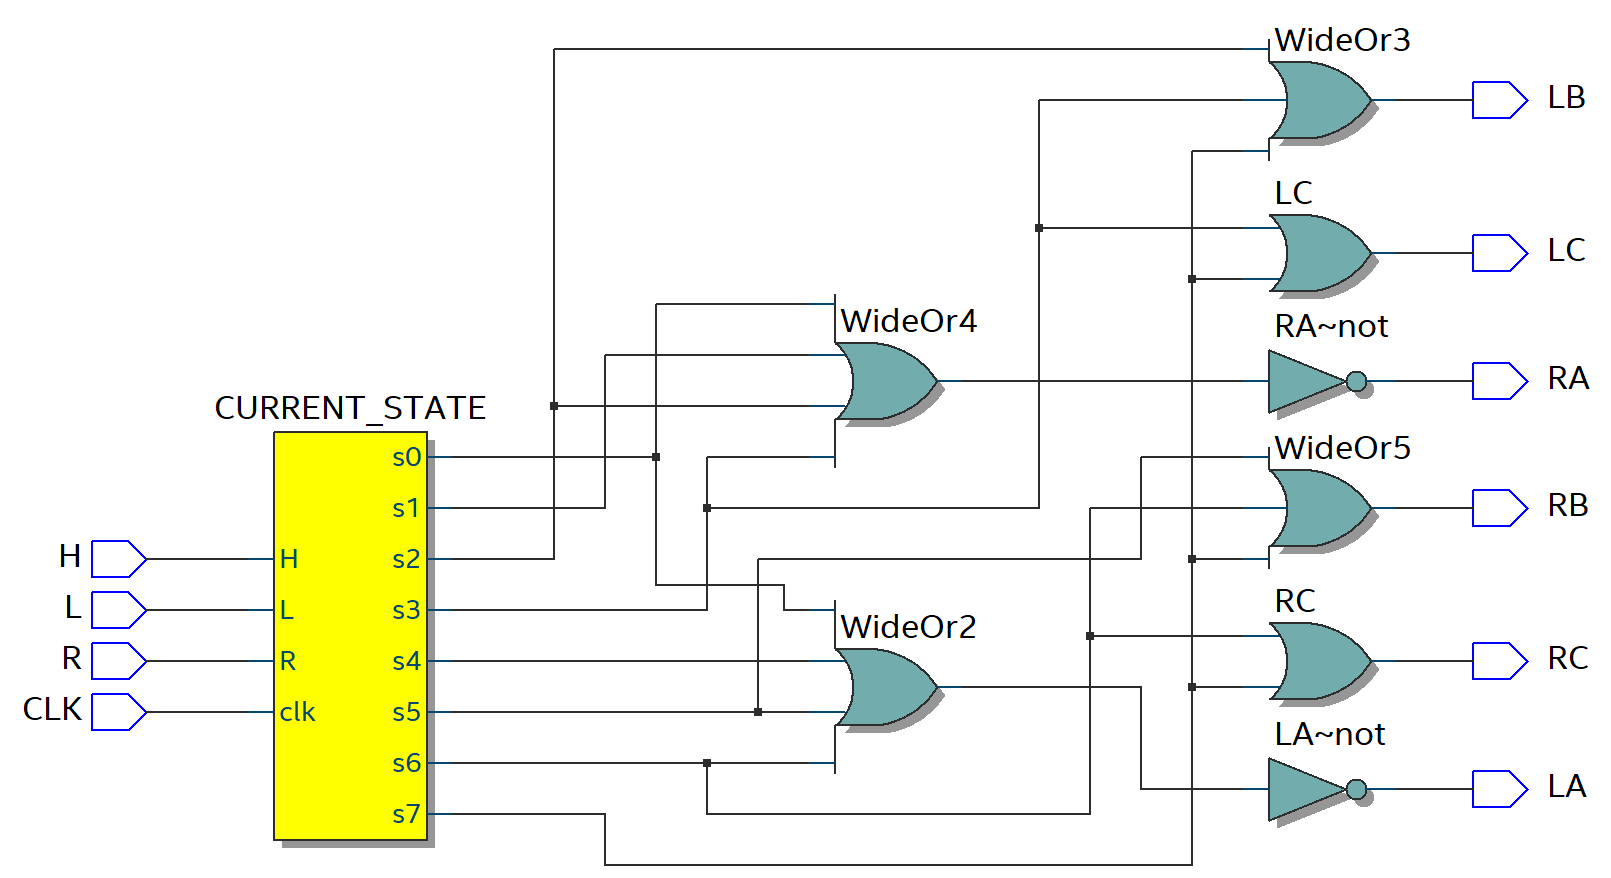 WideOr3
LB
LC
LC
WideOr4
RA~not
RA
CURRENT_STATE
WideOr5
s0
s1
RB
H
H
s2
L
L
s3
RC
WideOr2
R
R
s4
RC
CLK
clk
s5
LA~not
s6
LA
s7